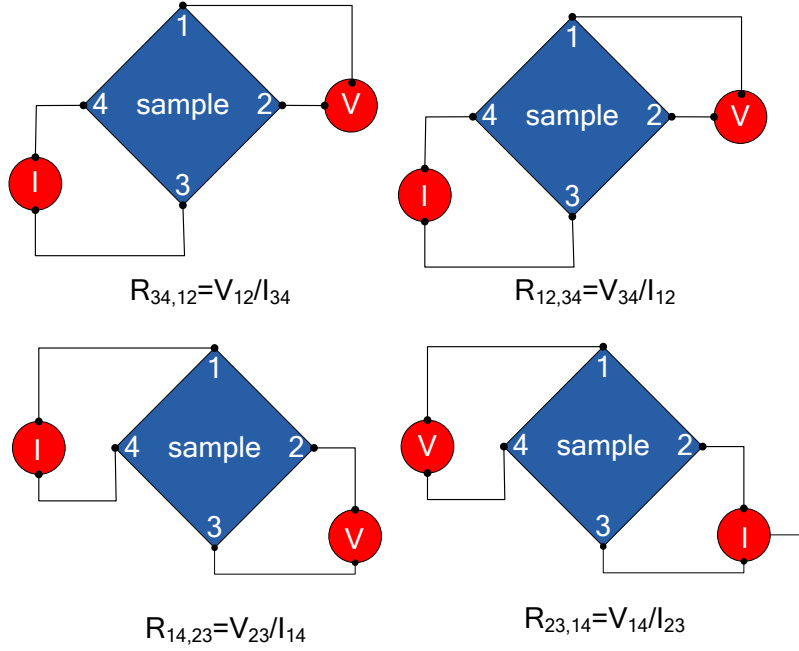 1
4 sample 2 V
I
3
R34,12=V12/I34
1
4 sample 2 V
I
3
R12,34=V34/I12
1
I 4 sample 2
3
V
R14,23=V23/I14
1
V 4 sample 2
3
I
R23,14=V14/I23